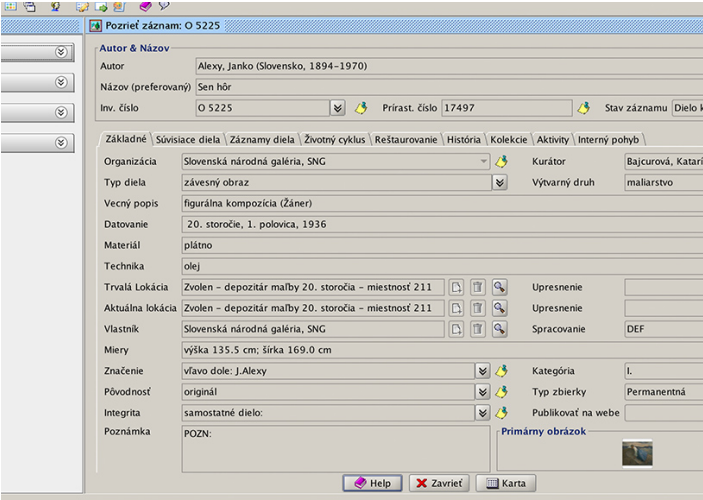 Pozrieť záznam: O 5225
Autor & Názov
Autor Alexy, Janko (Slovensko, 1894-1970)
Názov (preferovaný) Sen hôr
Inv. číslo O 5225 Prírast. číslo 17497 Stav záznamu Dielo k
Základné Súvisiace diela Záznamy diela Životný cyklus Reštaurovanie História Kolekcie Aktivity Interný pohyb
Organizácia Slovenská národná galéria, SNG Kurátor Bajcurová, Katarí
Typ diela závesný obraz Výtvarný druh maliarstvo
Vecný popis figurálna kompozícia (Žáner)
Datovanie 20. storočie, 1. polovica, 1936
Materiál plátno
Technika olej
Trvalá Lokácia Zvolen - depozitár maľby 20. storočia - miestnosť 211 Upresnenie
Aktuálna lokácia Zvolen - depozitár maľby 20. storočia - miestnosť 211 Upresnenie
Vlastník Slovenská národná galéria, SNG Spracovanie DEF
Miery výška 135.5 cm; šírka 169.0 cm
Značenie vľavo dole: J.Alexy Kategória I.
Pôvodnosť originál Typ zbierky Permanentná
Integrita samostatné dielo: Publikovať na webe
Poznámka POZN: Primárny obrázok
Help Zavrieť Karta